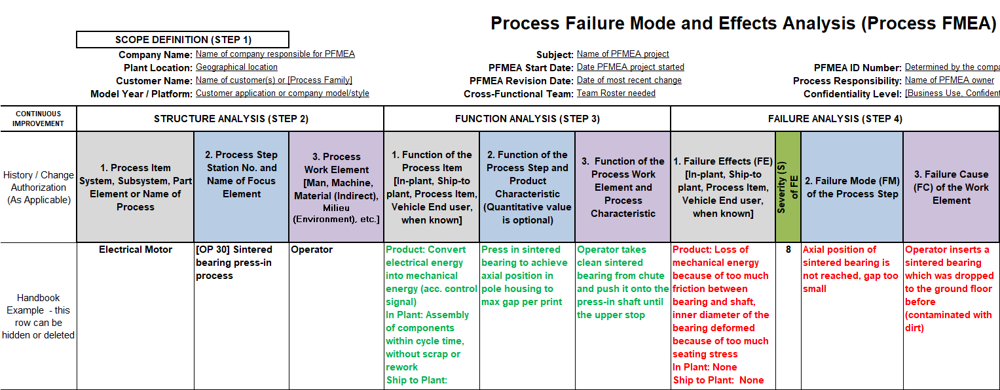 Process Failure Mode and Effects Analysis (Process FMEA)
SCOPE DEFINITION (STEP 1)
Company Name: Name of company responsible for PFMEA
Plant Location: Geographical location
Customer Name: Name of customer(s) or [Process Family]
Model Year / Platform: Customer application or company model/style
Subject: Name of PFMEA project
PFMEA Start Date: Date PFMEA project started
PFMEA Revision Date: Date of most recent change
Cross-Functional Team: Team Roster needed
PFMEA ID Number: Determined by the compa
Process Responsibility: Name of PFMEA owner
Confidentiality Level: [Business Use, Confident
CONTINUOUS
IMPROVEMENT
STRUCTURE ANALYSIS (STEP 2)
FUNCTION ANALYSIS (STEP 3)
FAILURE ANALYSIS (STEP 4)
History / Change
Authorization
(As Applicable)
1. Process Item
System, Subsystem, Part
Element or Name of
Process
2. Process Step
Station No. and
Name of Focus
Element
3. Process
Work Element
[Man, Machine,
Material (Indirect),
Milieu
(Environment), etc.]
1. Function of the
Process Item
[In-plant, Ship-to
plant, Process Item,
Vehicle End user,
when known]
2. Function of the
Process Step and
Product
Characteristic
(Quantitative value
is optional)
3. Function of the
Process Work
Element and
Process
Characteristic
1. Failure Effects (FE)
[In-plant, Ship-to
plant, Process Item,
Vehicle End user,
when known]
Severity (S)
of FE
2. Failure Mode (FM)
of the Process Step
3. Failure Cause
(FC) of the Work
Element
Handbook
Example - this
row can be
hidden or deleted
Electrical Motor
[OP 30] Sintered
bearing press-in
process
Operator
Product: Convert
electrical energy
into mechanical
energy (acc. control
signal)
In Plant: Assembly
of components
within cycle time,
without scrap or
rework
Ship to Plant:
Press in sintered
bearing to achieve
axial position in
pole housing to
max gap per print
Operator takes
clean sintered
bearing from chute
and push it onto the
press-in shaft until
the upper stop
Product: Loss of
mechanical energy
because of too much
friction between
bearing and shaft,
inner diameter of the
bearing deformed
because of too much
seating stress
In Plant: None
Ship to Plant: None
8
Axial position of
sintered bearing is
not reached, gap too
small
Operator inserts a
sintered bearing
which was dropped
to the ground floor
before
(contaminated with
dirt)